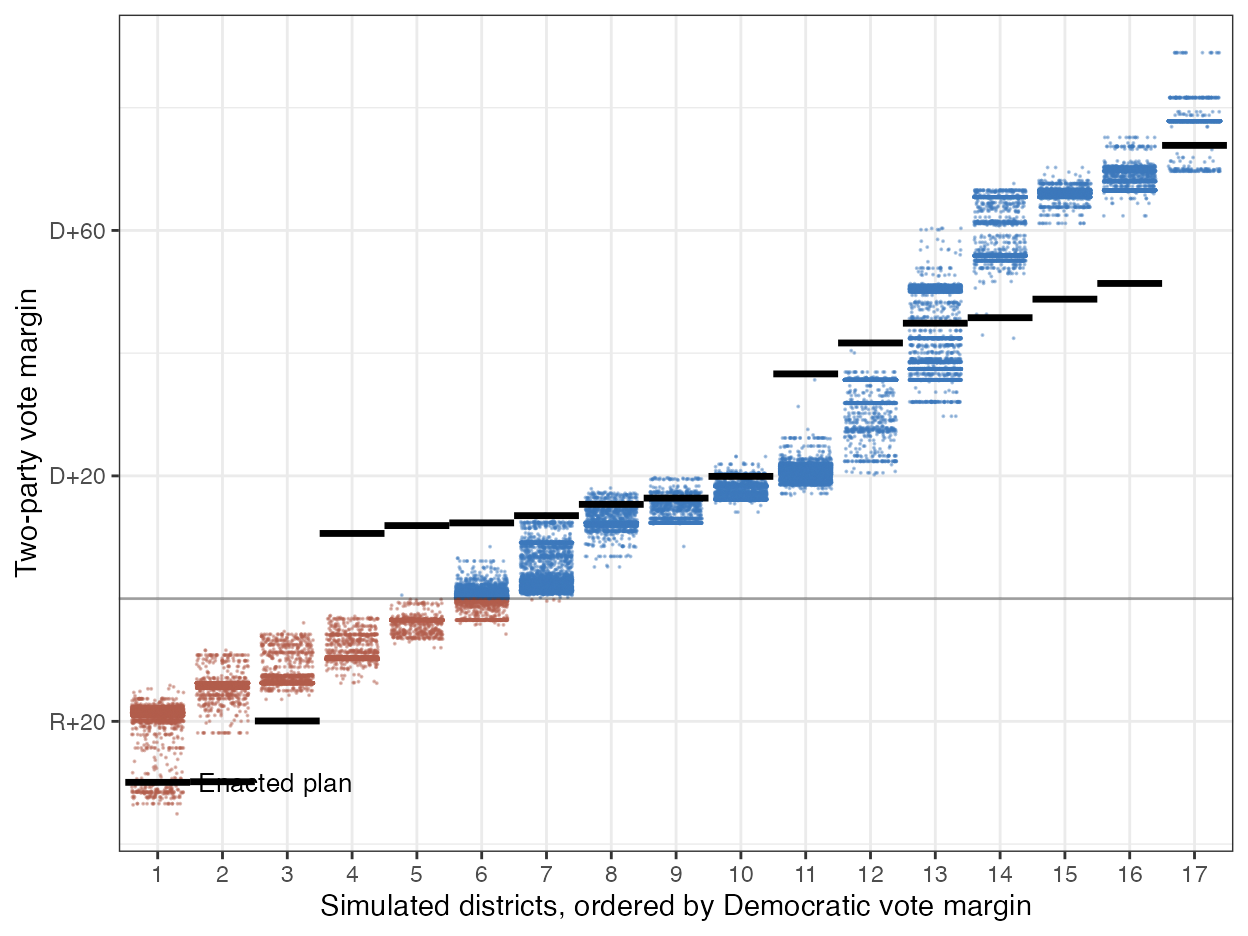 Two-party vote margin
D+60
D+20
R+20
Enacted plan
1 2 3 4 5 6 7 8 9 10 11 12 13 14 15 16 17
Simulated districts, ordered by Democratic vote margin